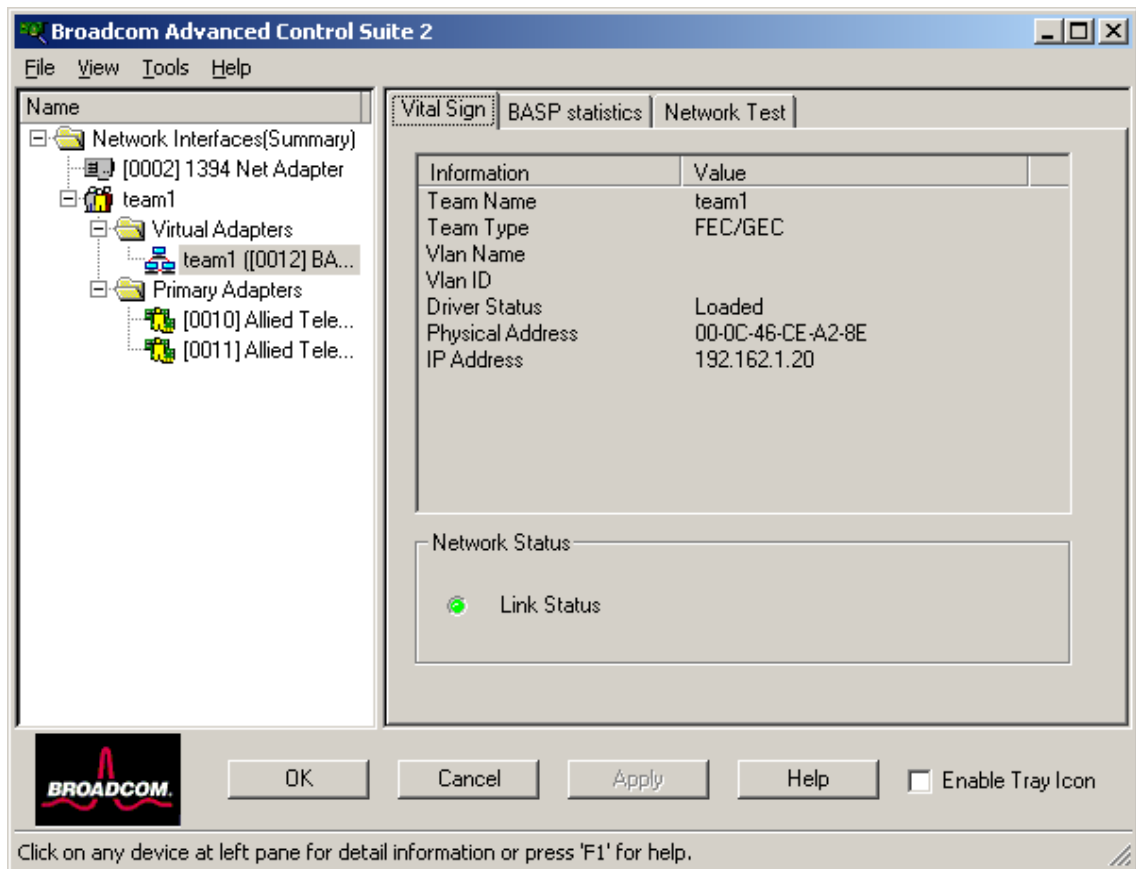 Broadcom Advanced Control Suite 2
File View Tools Help
Name
Network Interfaces(Summary)
[0002] 1394 Net Adapter
team1
Virtual Adapters
team1 ([0012] BA...
Primary Adapters
[0010] Allied Tele...
[0011] Allied Tele...
Vital Sign BASP statistics Network Test
Information Value
Team Name team1
Team Type FEC/GEC
Vlan Name
Vlan ID
Driver Status Loaded
Physical Address 00-0C-46-CE-A2-8E
IP Address 192.162.1.20
Network Status
Link Status
BROADCOM.
OK Cancel Apply Help Enable Tray Icon
Click on any device at left pane for detail information or press 'F1' for help.